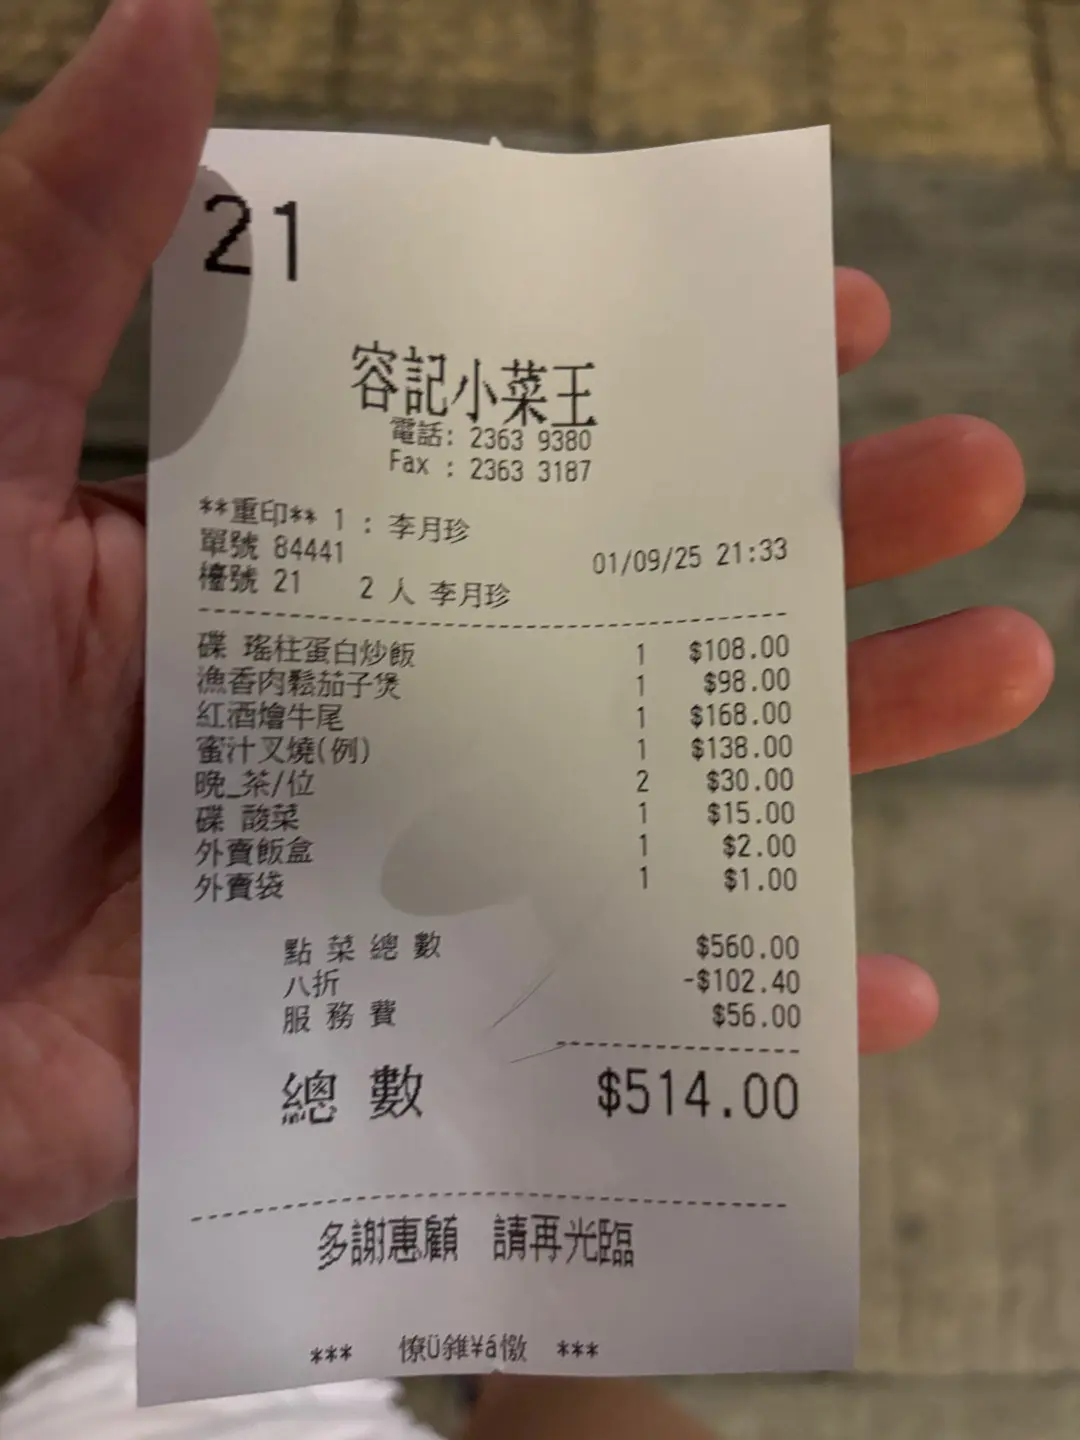 21
容記小菜王
電話: 2363 9380
Fax : 2363 3187
**重印** 1 : 李月珍
單號 84441 01/09/25 21:33
檯號 21 2 人 李月珍
碟 瑤柱蛋白炒飯 1 $108.00
漁香肉鬆茄子煲 1 $98.00
紅酒燴牛尾 1 $168.00
蜜汁叉燒(例) 1 $138.00
晚_茶/位 2 $30.00
碟 酸菜 1 $15.00
外賣飯盒 1 $2.00
外賣袋 1 $1.00
點菜總數 $560.00
八折 -$102.40
服務費 $56.00
總數 $514.00
多謝惠顧 請再光臨
*** 憭Ü雜¥á憿 ***